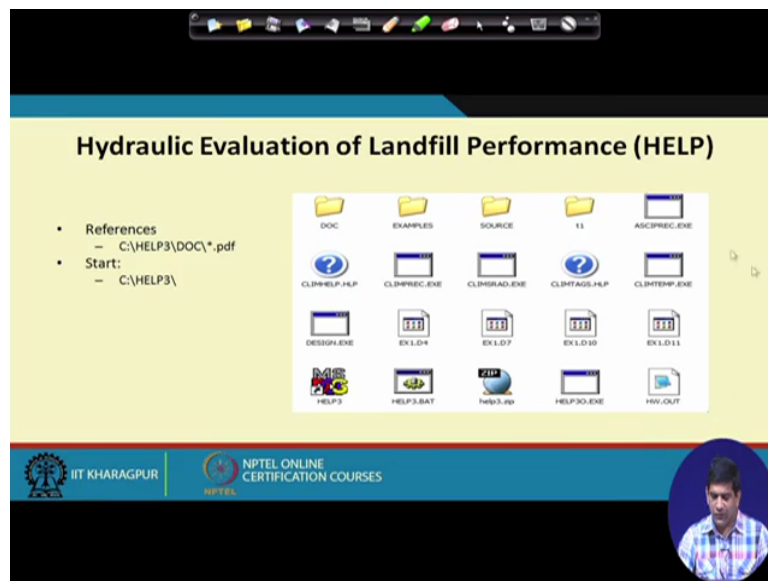 Hydraulic Evaluation of Landfill Performance (HELP)
• References
– C:\HELP3\DOC\*.pdf
• Start:
– C:\HELP3\
DOC EXAMPLES SOURCE t1 ASCIPREC.EXE
CLIMHELP.HLP CLIMPREC.EXE CLIMSRAD.EXE CLIMTAGS.HLP CLIMTEMP.EXE
DESIGN.EXE EX1.D4 EX1.D7 EX1.D10 EX1.D11
ZIP
HELP3 HELP3.BAT help3.zip HELP3O.EXE HW.OUT
IIT KHARAGPUR
NPTEL
NPTEL ONLINE
CERTIFICATION COURSES